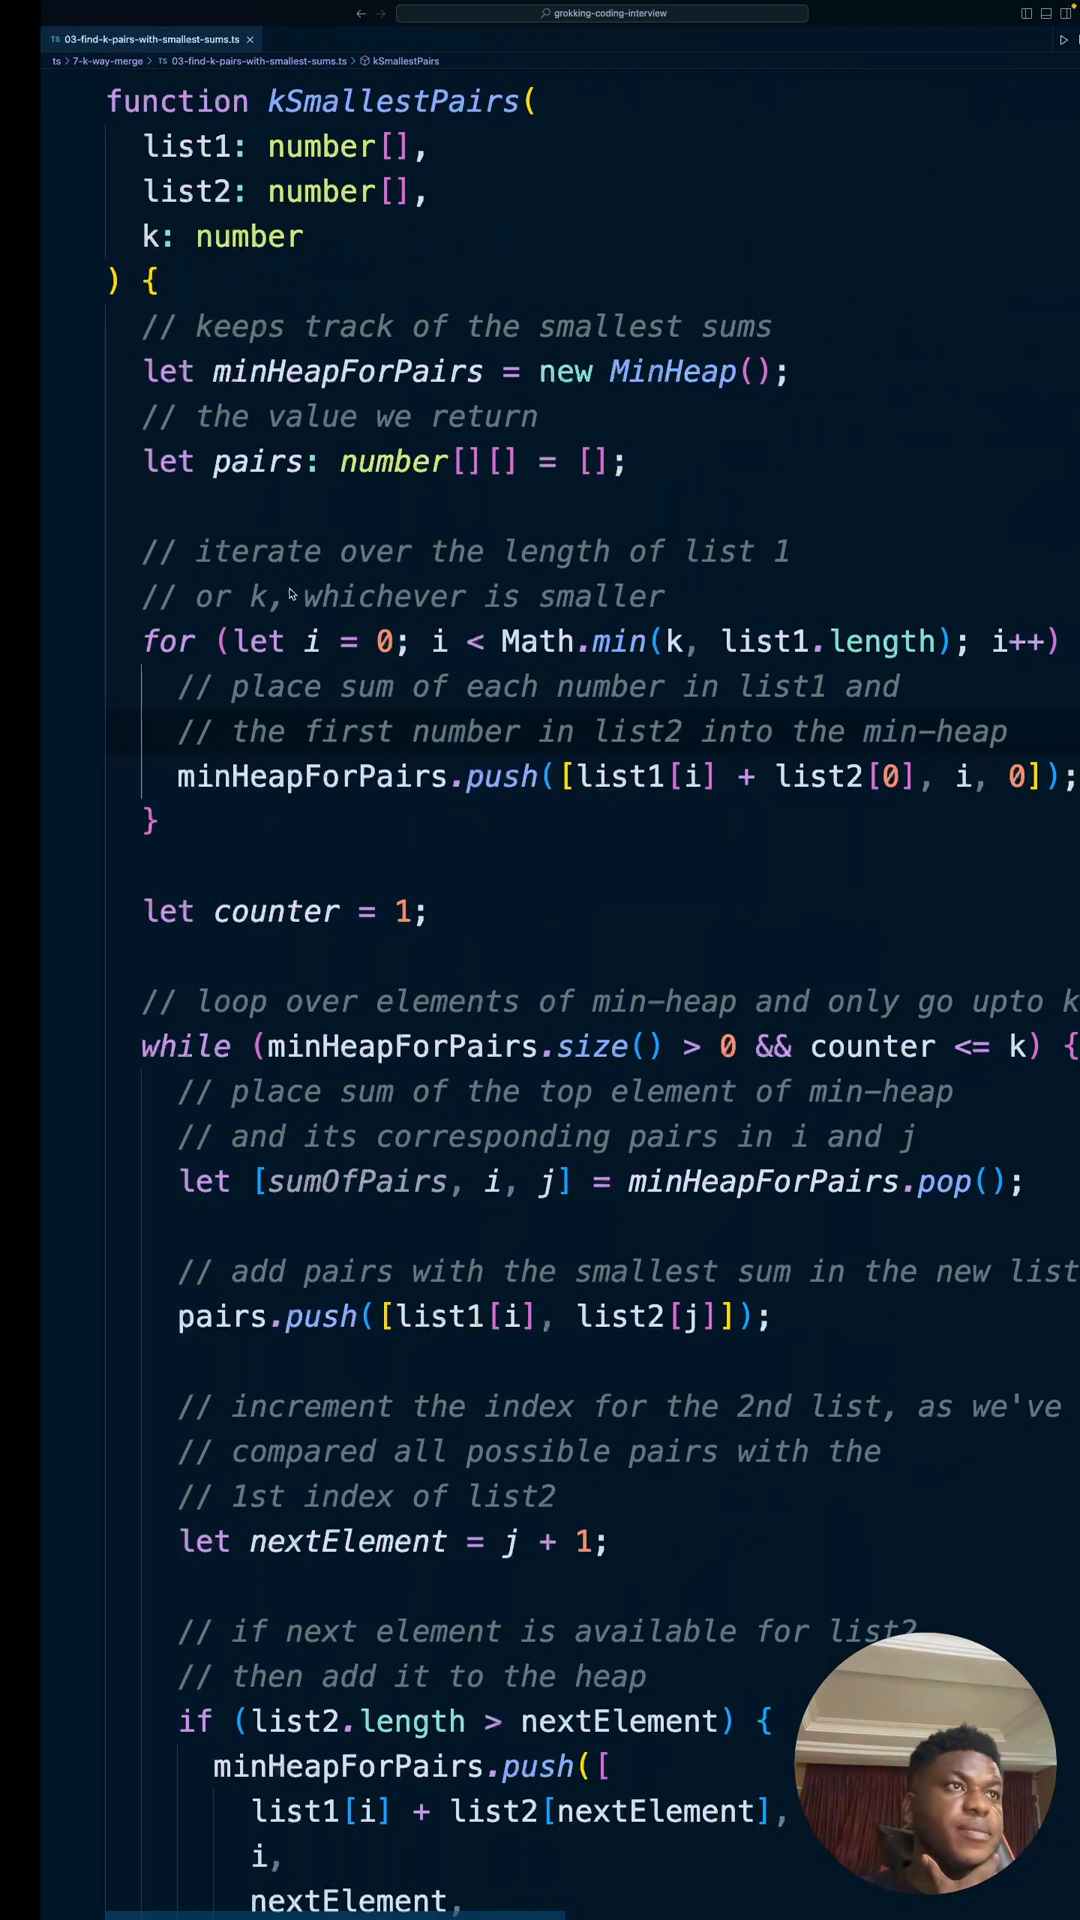 grokking-coding-interview
TS 03-find-k-pairs-with-smallest-sums.ts ×
ts > 7-k-way-merge > TS 03-find-k-pairs-with-smallest-sums.ts > kSmallestPairs
function kSmallestPairs(
list1: number[],
list2: number[],
k: number
) {
// keeps track of the smallest sums
let minHeapForPairs = new MinHeap();
// the value we return
let pairs: number[][] = [];
// iterate over the length of list 1
// or k, whichever is smaller
for (let i = 0; i < Math.min(k, list1.length); i++)
// place sum of each number in list1 and
// the first number in list2 into the min-heap
minHeapForPairs.push([list1[i] + list2[0], i, 0]);
}
let counter = 1;
// loop over elements of min-heap and only go upto k
while (minHeapForPairs.size() > 0 && counter <= k) {
// place sum of the top element of min-heap
// and its corresponding pairs in i and j
let [sumOfPairs, i, j] = minHeapForPairs.pop();
// add pairs with the smallest sum in the new list
pairs.push([list1[i], list2[j]]);
// increment the index for the 2nd list, as we've
// compared all possible pairs with the
// 1st index of list2
let nextElement = j + 1;
// if next element is available for list2
// then add it to the heap
if (list2.length > nextElement) {
minHeapForPairs.push([
list1[i] + list2[nextElement],
i,
nextElement,